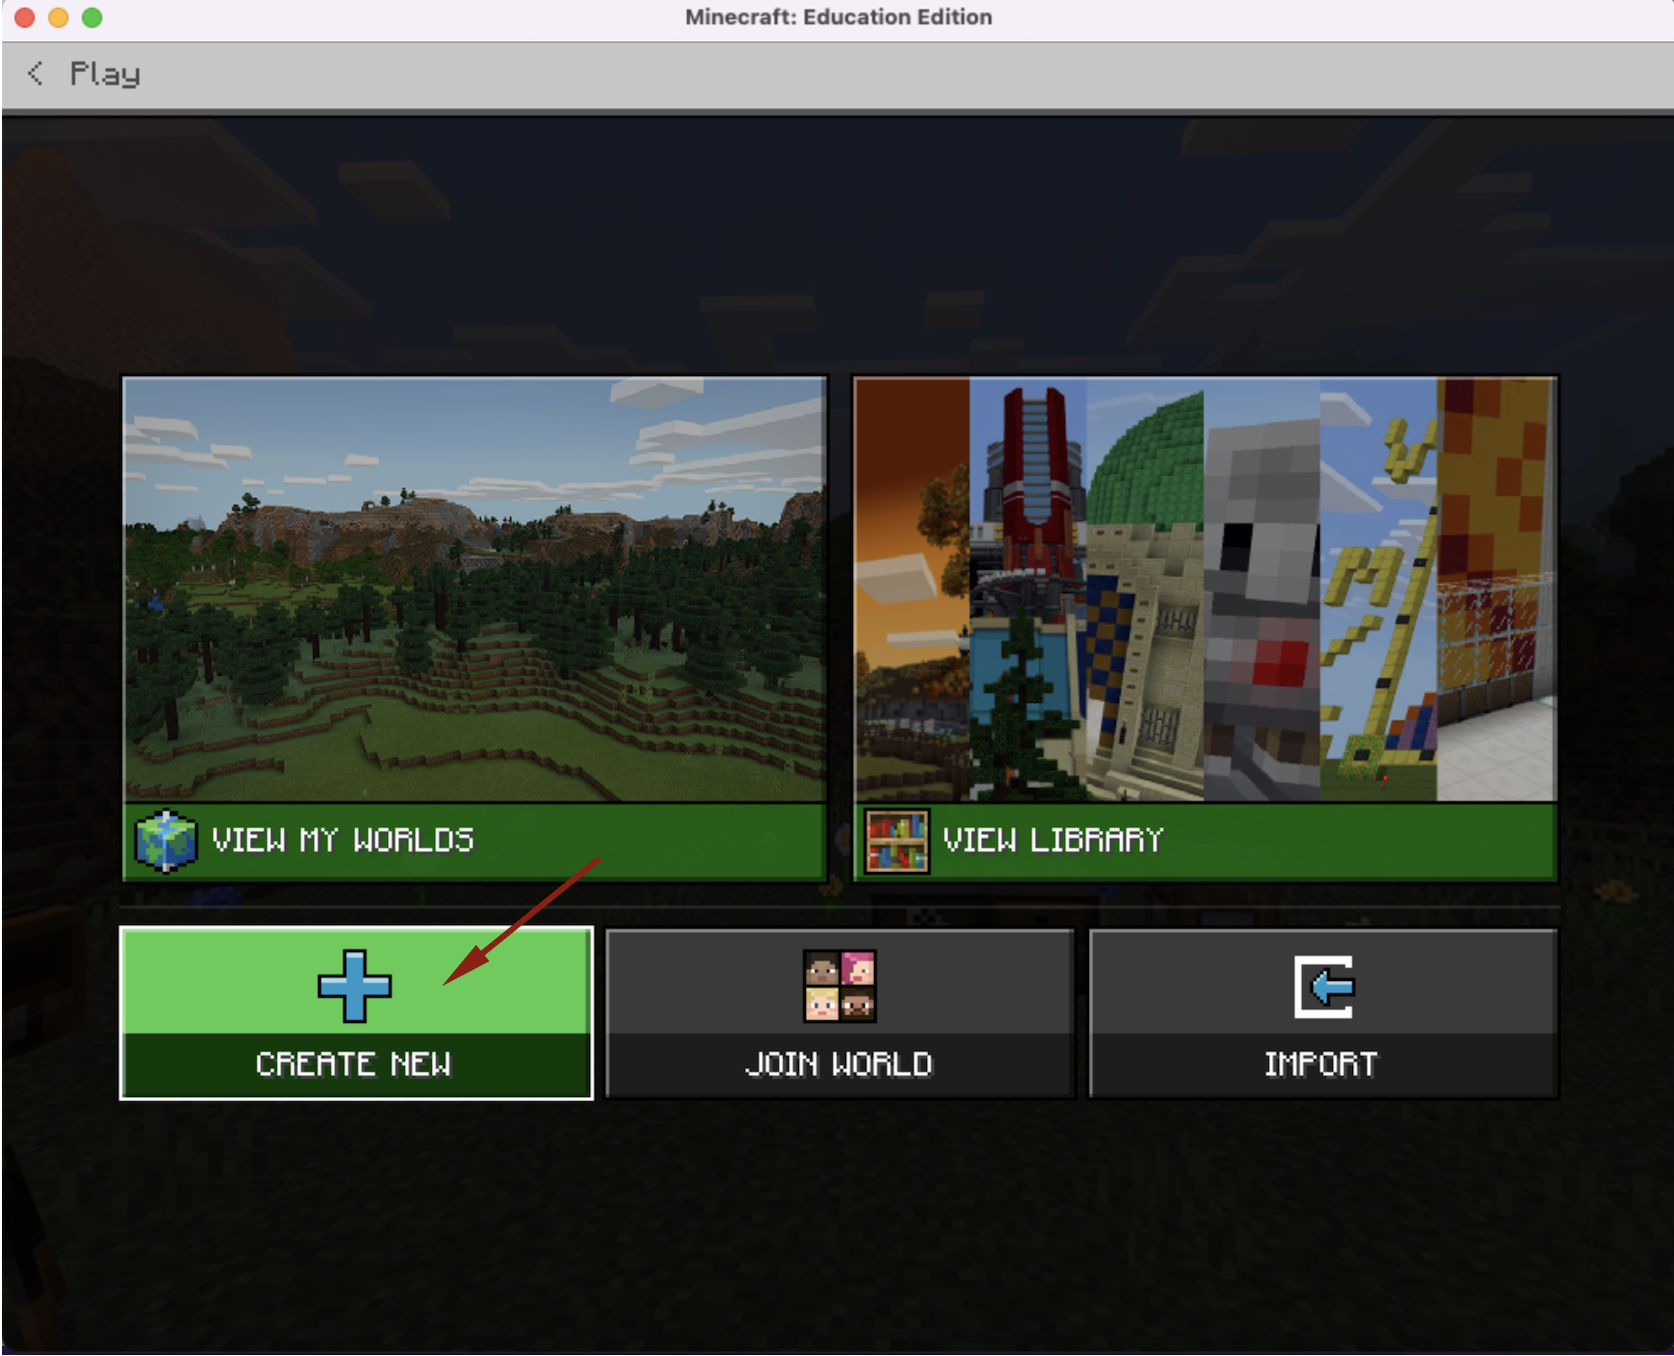 Minecraft: Education Edition
< Play
VIEW MY WORLDS
VIEW LIBRARY
CREATE NEW
JOIN WORLD
IMPORT